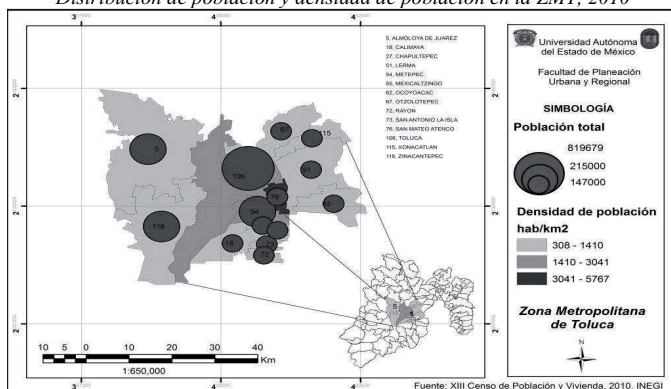 Distribución de población y densidad de población en la ZMT, 2010
5, ALMOLOYA DE JUAREZ
18, CALIMAYA
27, CHAPULTEPEC
51, LERMA
54, METEPEC
55, MEXICALTZINGO
62, OCOYOACAC
67, OTZOLOTEPEC
72, RAYON
73, SAN ANTONIO LA ISLA
76, SAN MATEO ATENCO
106, TOLUCA
115, XONACATLAN
118, ZINACANTEPEC
67
115
5
106
51
76
62
54
118
18
73
72
5
10 5 0 10 20 30 40
Km
1:650,000
Universidad Autónoma
del Estado de México
Facultad de Planeación
Urbana y Regional
SIMBOLOGÍA
Población total
819679
215000
147000
Densidad de población
hab/km2
308 - 1410
1410 - 3041
3041 - 5767
Zona Metropolitana
de Toluca
N
Fuente: XIII Censo de Población y Vivienda, 2010, INEGI